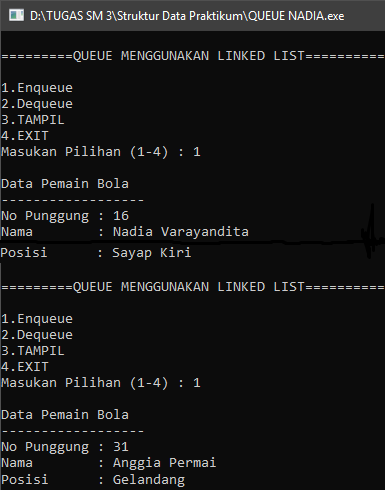 D:\TUGAS SM 3\Struktur Data Praktikum\QUEUE NADIA.exe
=========QUEUE MENGGUNAKAN LINKED LIST==========
1.Enqueue
2.Dequeue
3.TAMPIL
4.EXIT
Masukan Pilihan (1-4) : 1
Data Pemain Bola
------------------
No Punggung : 16
Nama : Nadia Varayandita
Posisi : Sayap Kiri
=========QUEUE MENGGUNAKAN LINKED LIST==========
1.Enqueue
2.Dequeue
3.TAMPIL
4.EXIT
Masukan Pilihan (1-4) : 1
Data Pemain Bola
------------------
No Punggung : 31
Nama : Anggia Permai
Posisi : Gelandang